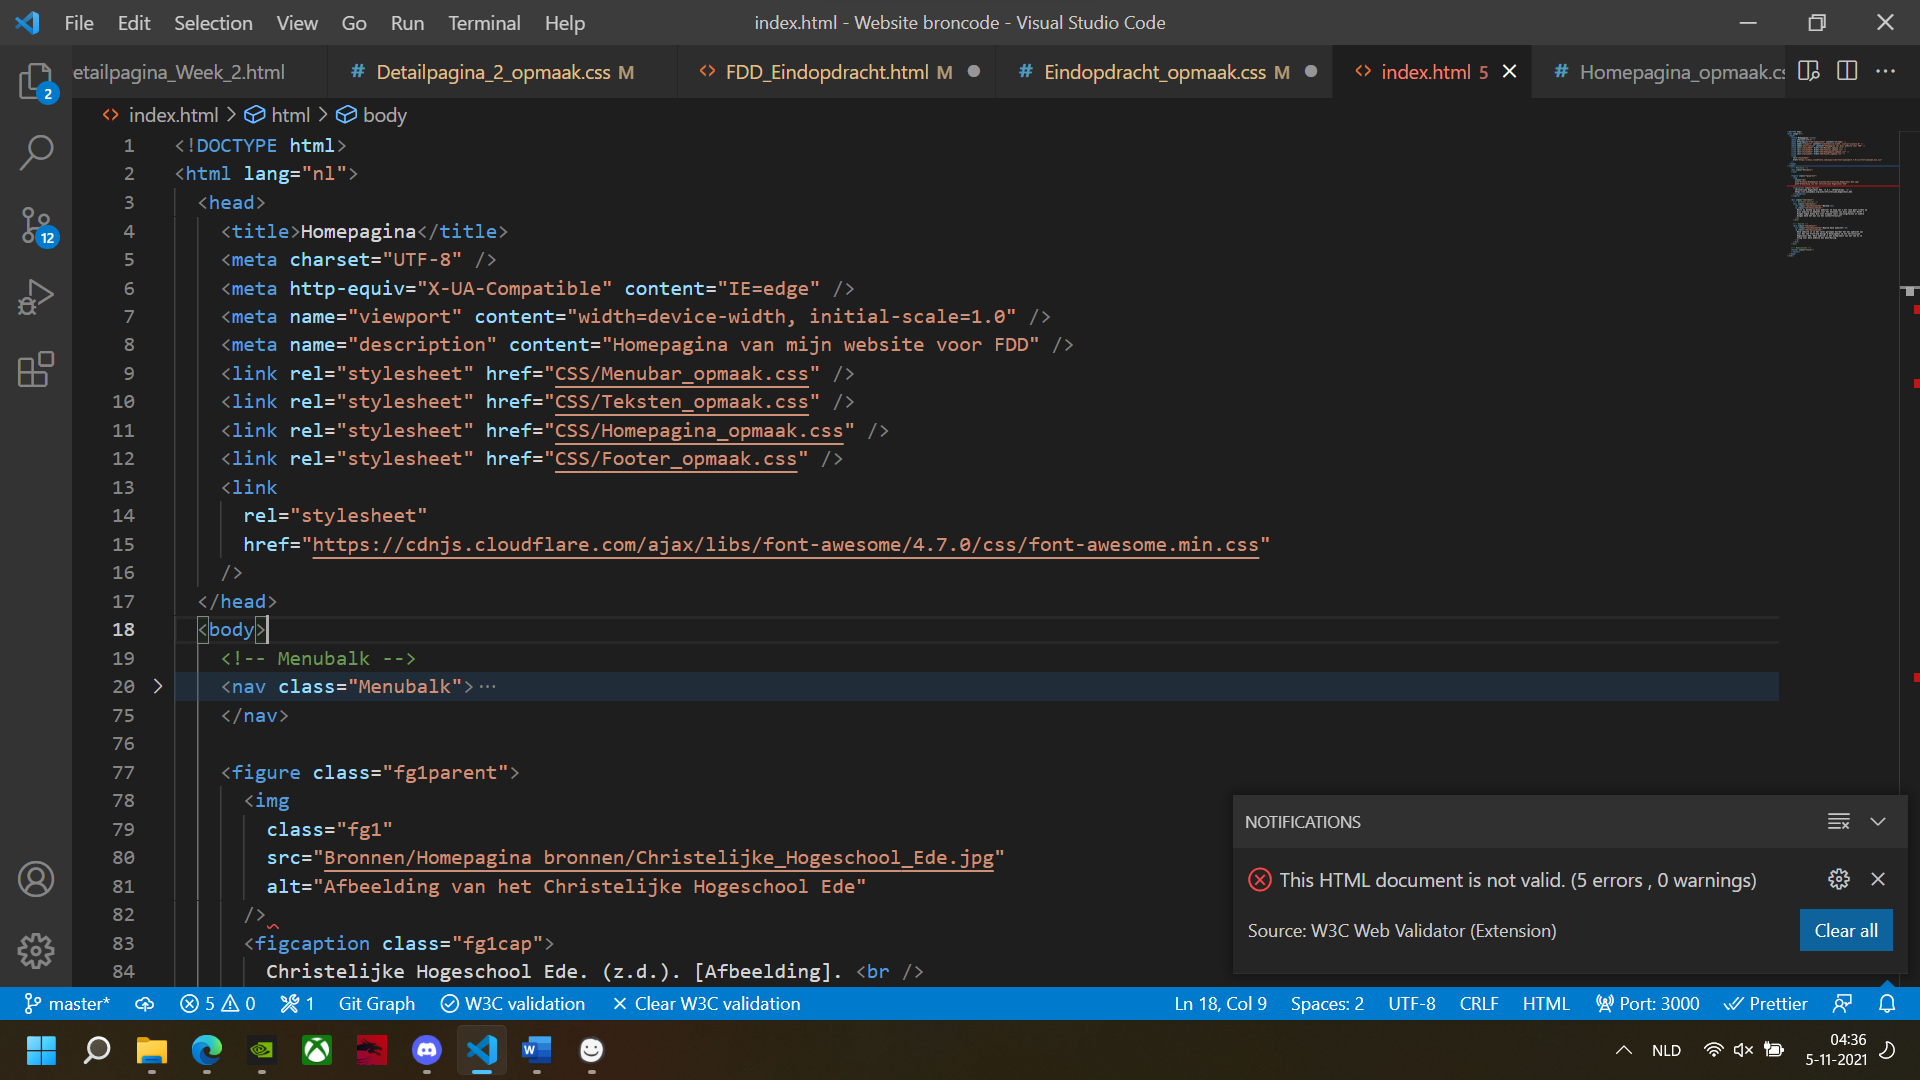 File Edit Selection View Go Run Terminal Help
index.html - Website broncode - Visual Studio Code
etailpagina_Week_2.html
# Detailpagina_2_opmaak.css M
<> FDD_Eindopdracht.html M
# Eindopdracht_opmaak.css M
<> index.html 5
# Homepagina_opmaak.cs
<> index.html > html > body
1 <!DOCTYPE html>
2 <html lang="nl">
3 <head>
4 <title>Homepagina</title>
5 <meta charset="UTF-8" />
6 <meta http-equiv="X-UA-Compatible" content="IE=edge" />
7 <meta name="viewport" content="width=device-width, initial-scale=1.0" />
8 <meta name="description" content="Homepagina van mijn website voor FDD" />
9 <link rel="stylesheet" href="CSS/Menubar_opmaak.css" />
10 <link rel="stylesheet" href="CSS/Teksten_opmaak.css" />
11 <link rel="stylesheet" href="CSS/Homepagina_opmaak.css" />
12 <link rel="stylesheet" href="CSS/Footer_opmaak.css" />
13 <link
14 rel="stylesheet"
15 href="https://cdnjs.cloudflare.com/ajax/libs/font-awesome/4.7.0/css/font-awesome.min.css"
16 />
17 </head>
18 <body>
19 <!-- Menubalk -->
20 <nav class="Menubalk">···
75 </nav>
76
77 <figure class="fg1parent">
78 <img
79 class="fg1"
80 src="Bronnen/Homepagina bronnen/Christelijke_Hogeschool_Ede.jpg"
81 alt="Afbeelding van het Christelijke Hogeschool Ede"
82 />
83 <figcaption class="fg1cap">
84 Christelijke Hogeschool Ede. (z.d.). [Afbeelding]. <br />
2
12
NOTIFICATIONS
This HTML document is not valid. (5 errors , 0 warnings)
Source: W3C Web Validator (Extension)
Clear all
master* 5 0 1 Git Graph W3C validation Clear W3C validation
Ln 18, Col 9 Spaces: 2 UTF-8 CRLF HTML Port: 3000 Prettier
NLD
04:36
5-11-2021